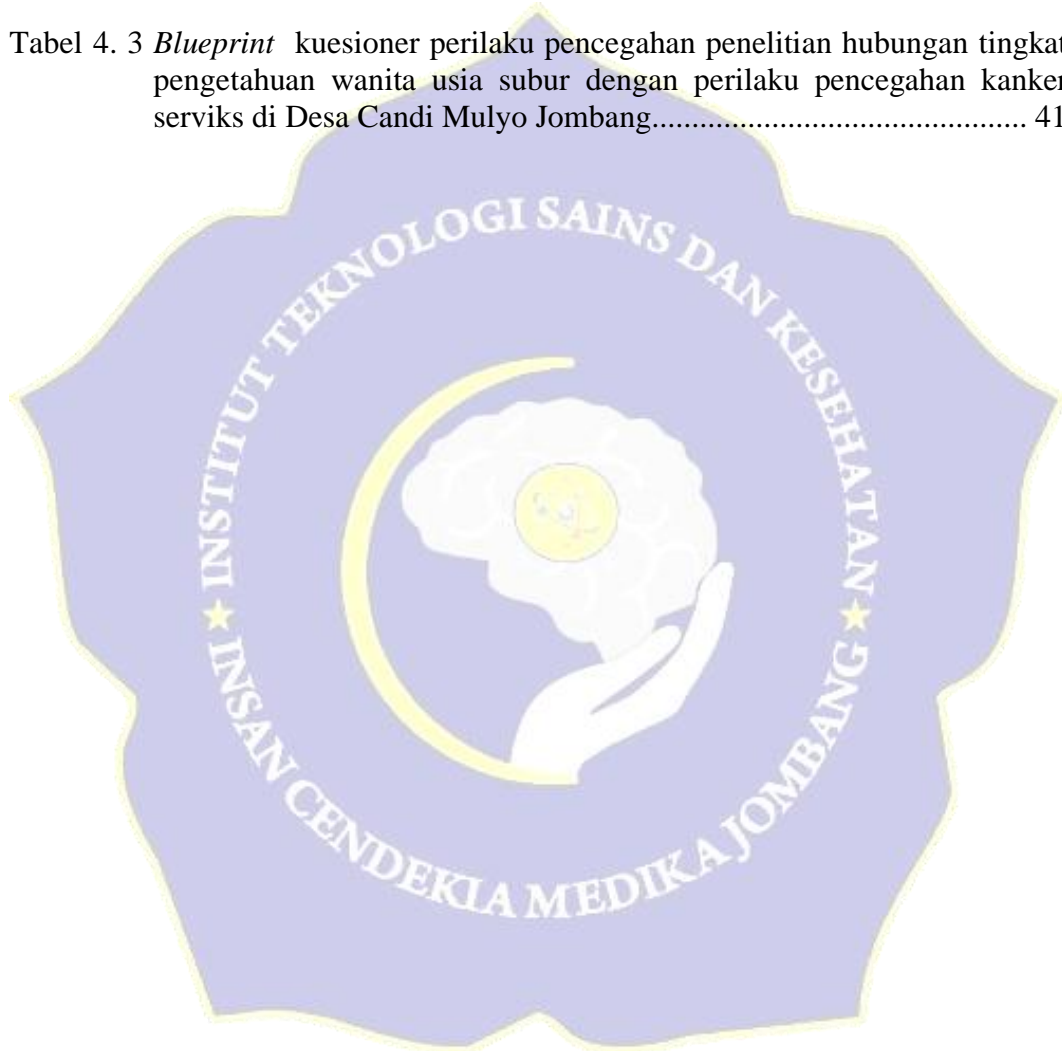 Tabel 4. 3 Blueprint kuesioner perilaku pencegahan penelitian hubungan tingkat
pengetahuan wanita usia subur dengan perilaku pencegahan kanker
serviks di Desa Candi Mulyo Jombang............................................... 41
INSTITUT TEKNOLOGI SAINS DAN KESEHATAN
INSAN CENDEKIA MEDIKA JOMBANG